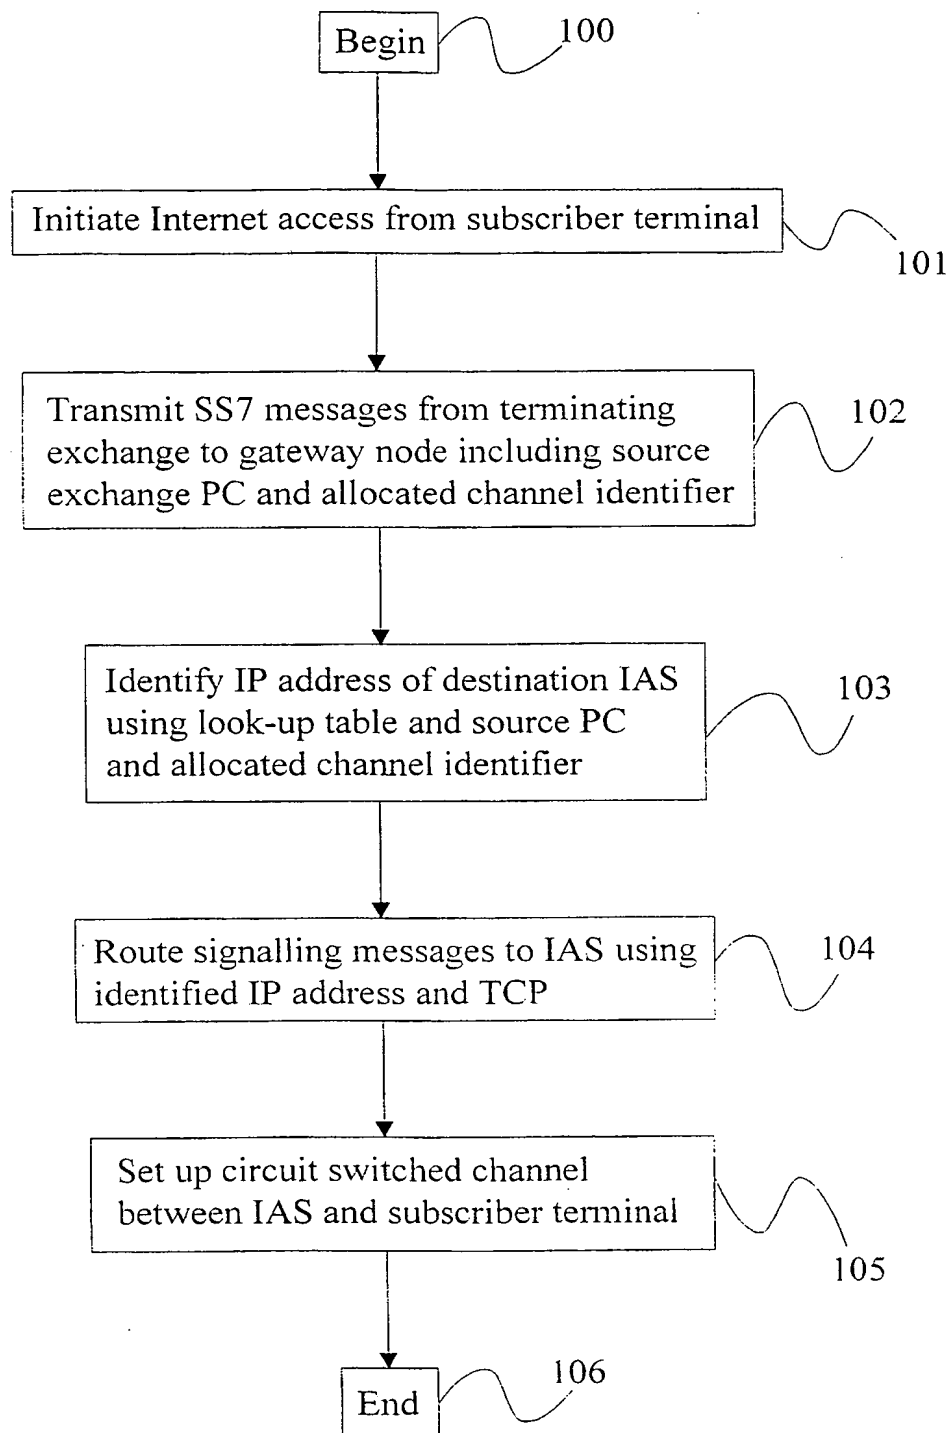 Begin
100
Initiate Internet access from subscriber terminal
101
Transmit SS7 messages from terminating
exchange to gateway node including source
exchange PC and allocated channel identifier
102
Identify IP address of destination IAS
using look-up table and source PC
and allocated channel identifier
103
Route signalling messages to IAS using
identified IP address and TCP
104
Set up circuit switched channel
between IAS and subscriber terminal
105
End
106